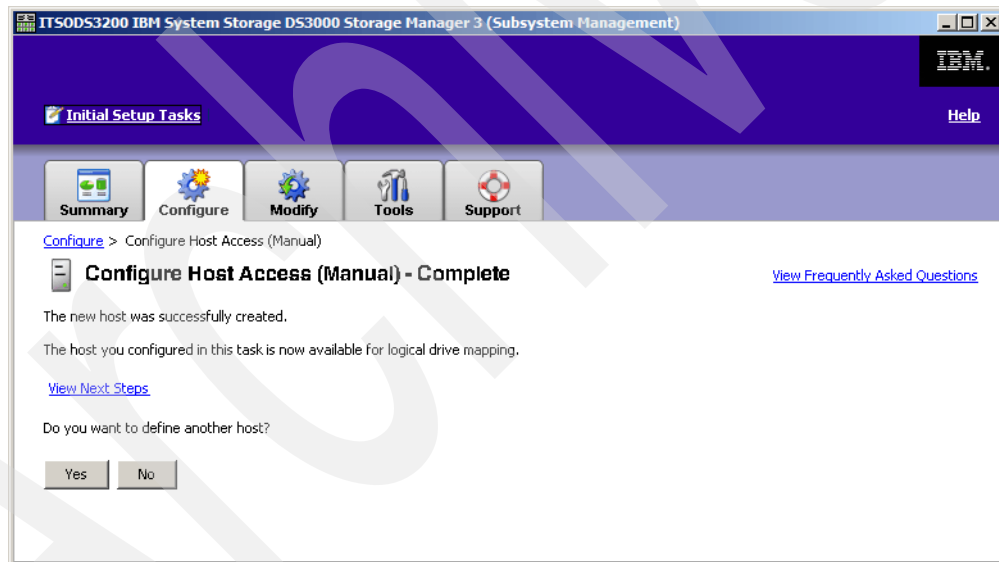 ITSODS3200 IBM System Storage DS3000 Storage Manager 3 (Subsystem Management)
IBM.
Initial Setup Tasks
Help
Summary
Configure
Modify
Tools
Support
Configure > Configure Host Access (Manual)
Configure Host Access (Manual) - Complete
View Frequently Asked Questions
The new host was successfully created.
The host you configured in this task is now available for logical drive mapping.
View Next Steps
Do you want to define another host?
Yes
No